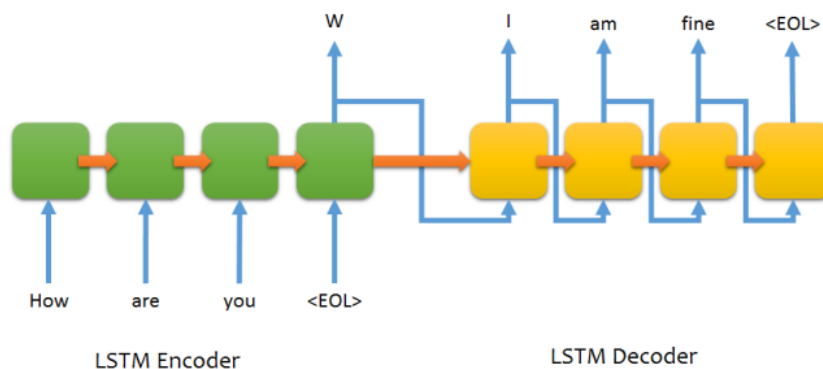 W I am fine <EOL>
How are you <EOL>
LSTM Encoder LSTM Decoder